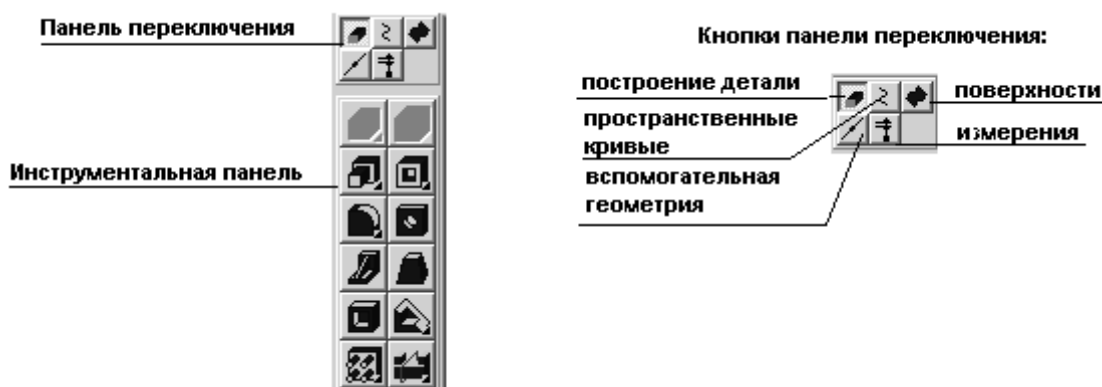 Панель переключения
Инструментальная панель
Кнопки панели переключения:
построение детали
пространственные
кривые
вспомогательная
геометрия
поверхности
измерения